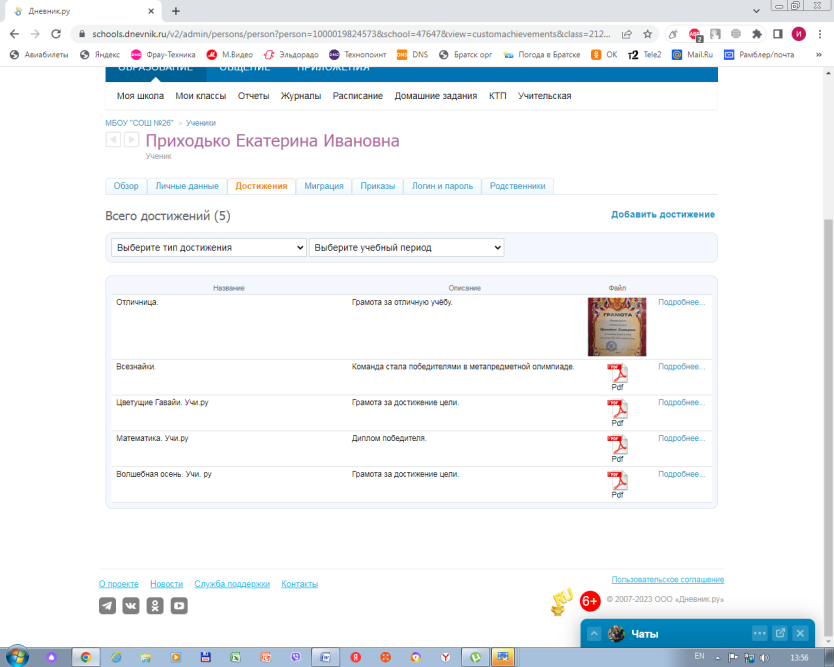 Дневник.ру
schools.dnevnik.ru/v2/admin/persons/person?person=1000019824573&school=47647&view=customachievements&class=212...
Авиабилеты Яндекс Фрау-Техника М.Видео Эльдорадо Технопоинт DNS Братск орг Погода в Братске ОК Tele2 Mail.Ru Рамблер/почта »
ОБРАЗОВАНИЕ ОБЩЕНИЕ ПРИЛОЖЕНИЯ
Моя школа Мои классы Отчеты Журналы Расписание Домашние задания КТП Учительская
МБОУ "СОШ №26" > Ученики
Приходько Екатерина Ивановна
Ученик
Обзор Личные данные Достижения Миграция Приказы Логин и пароль Родственники
Всего достижений (5) Добавить достижение
Выберите тип достижения Выберите учебный период
Название Описание Файл
Отличница. Грамота за отличную учёбу. Подробнее...
ГРАМОТА
Всезнайки. Команда стала победителями в метапредметной олимпиаде. Подробнее...
Pdf
Цветущие Гавайи. Учи.ру Грамота за достижение цели. Подробнее...
Pdf
Математика. Учи.ру Диплом победителя. Подробнее...
Pdf
Волшебная осень. Учи. ру Грамота за достижение цели. Подробнее...
Pdf
О проекте Новости Служба поддержки Контакты Пользовательское соглашение
6+ © 2007-2023 ООО «Дневник.ру»
Чаты
EN 13:56